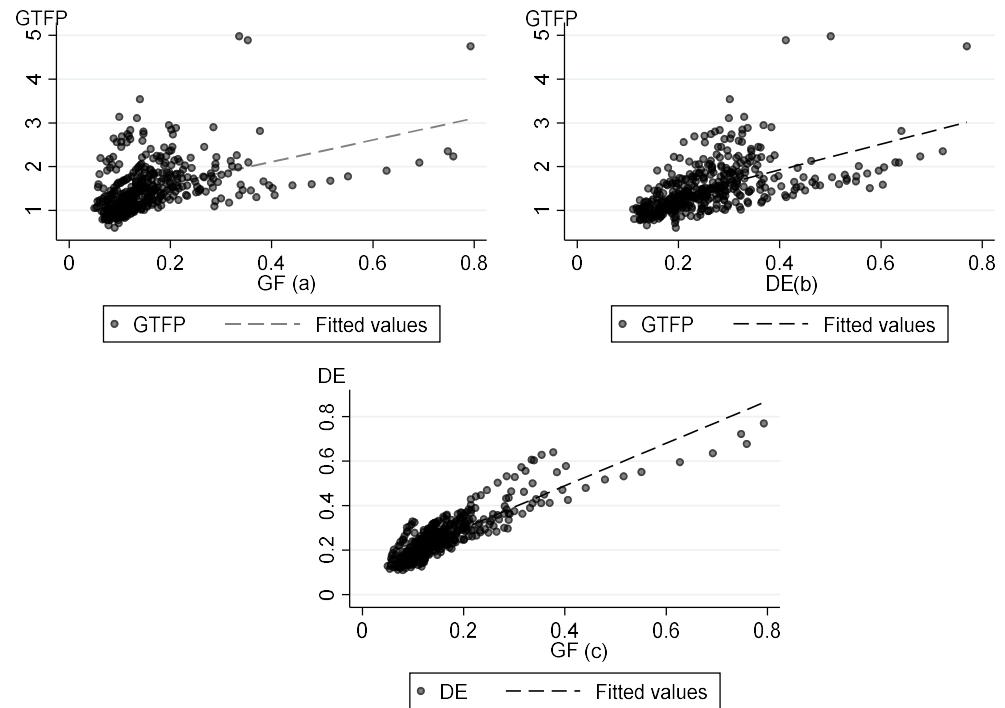 GTFP
5
4
3
2
1
0 0.2 0.4 0.6 0.8
GF (a)
GTFP Fitted values
GTFP
5
4
3
2
1
0 0.2 0.4 0.6 0.8
DE(b)
GTFP Fitted values
DE
0.8
0.6
0.4
0.2
0
0 0.2 0.4 0.6 0.8
GF (c)
DE Fitted values